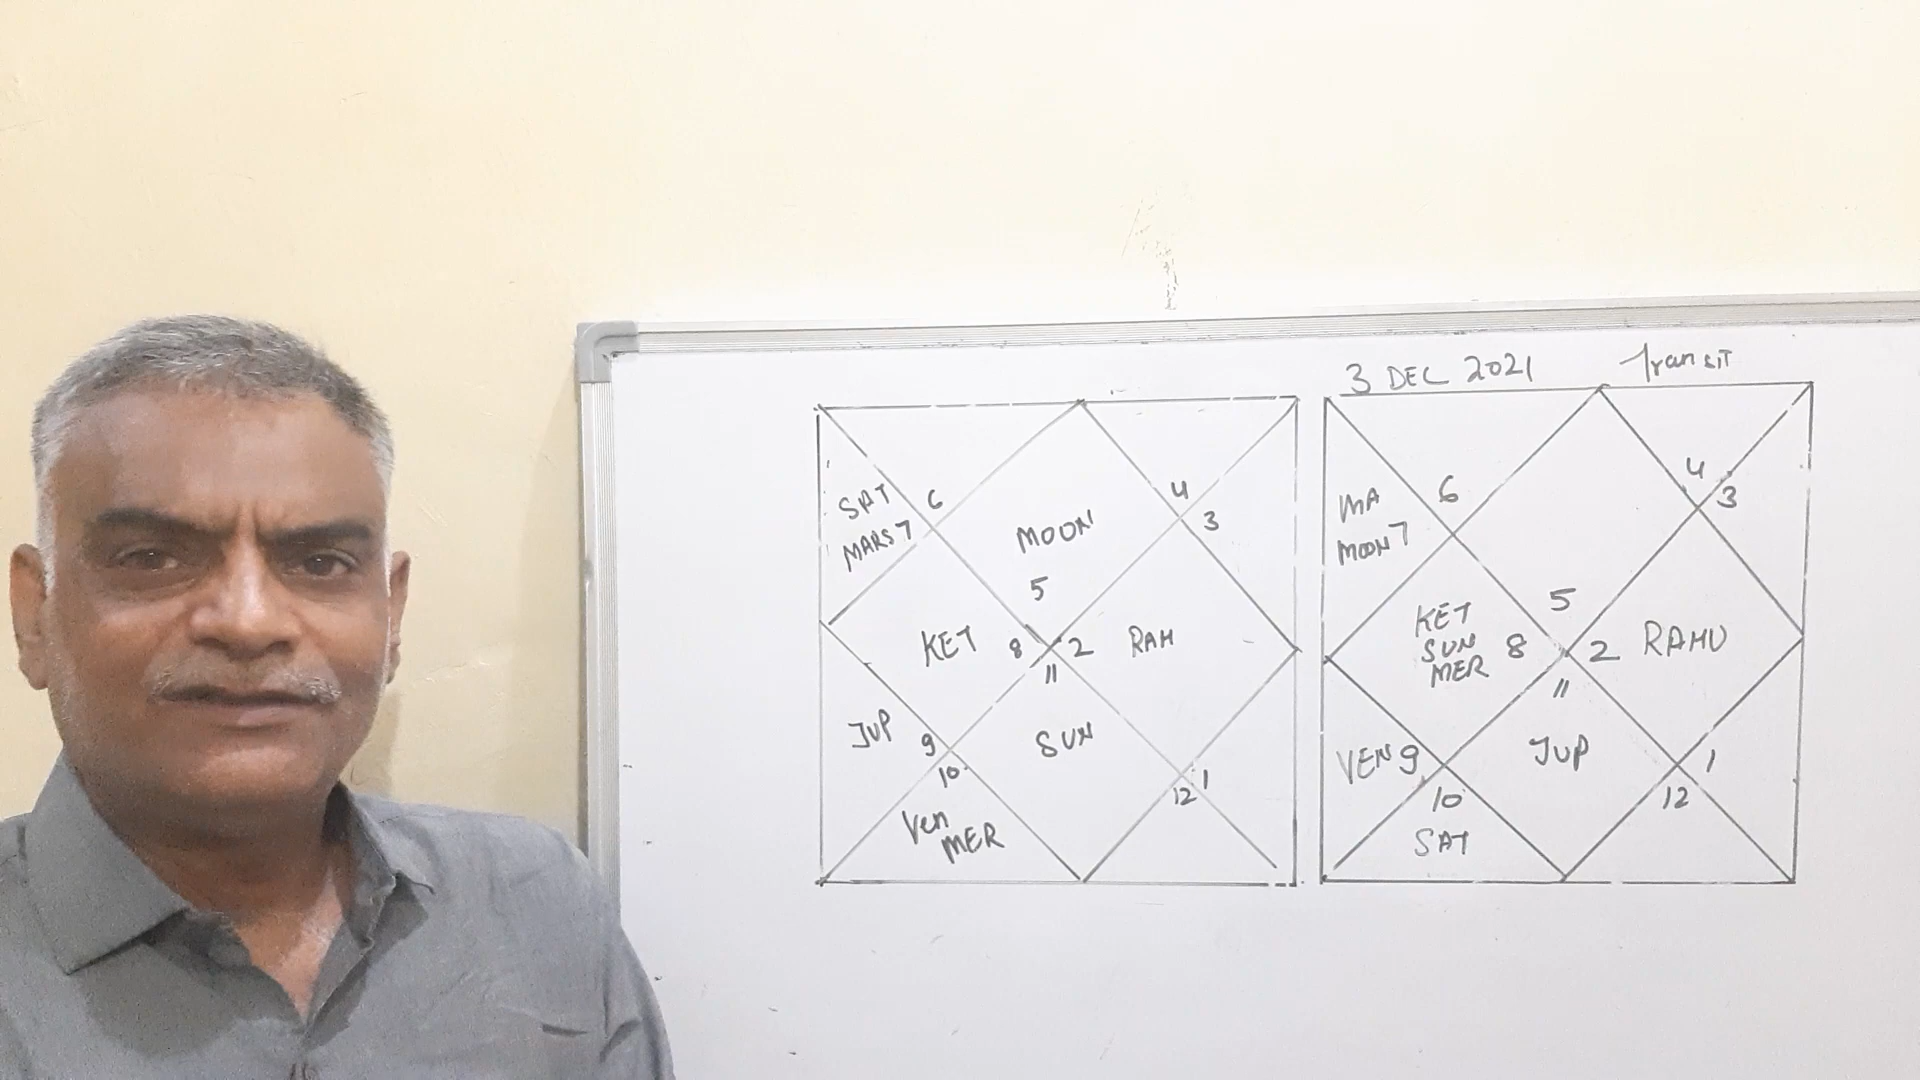 SAT
MARS 7
6
MOON
5
4
3
KET
8
2
RAH
11
JUP
9
10
SUN
1
12
Ven
MER
3 DEC 2021
Transit
MA
MOON 7
6
4
3
5
KET
SUN
MER
8
2
RAHU
11
VEN 9
JUP
10
1
12
SAT